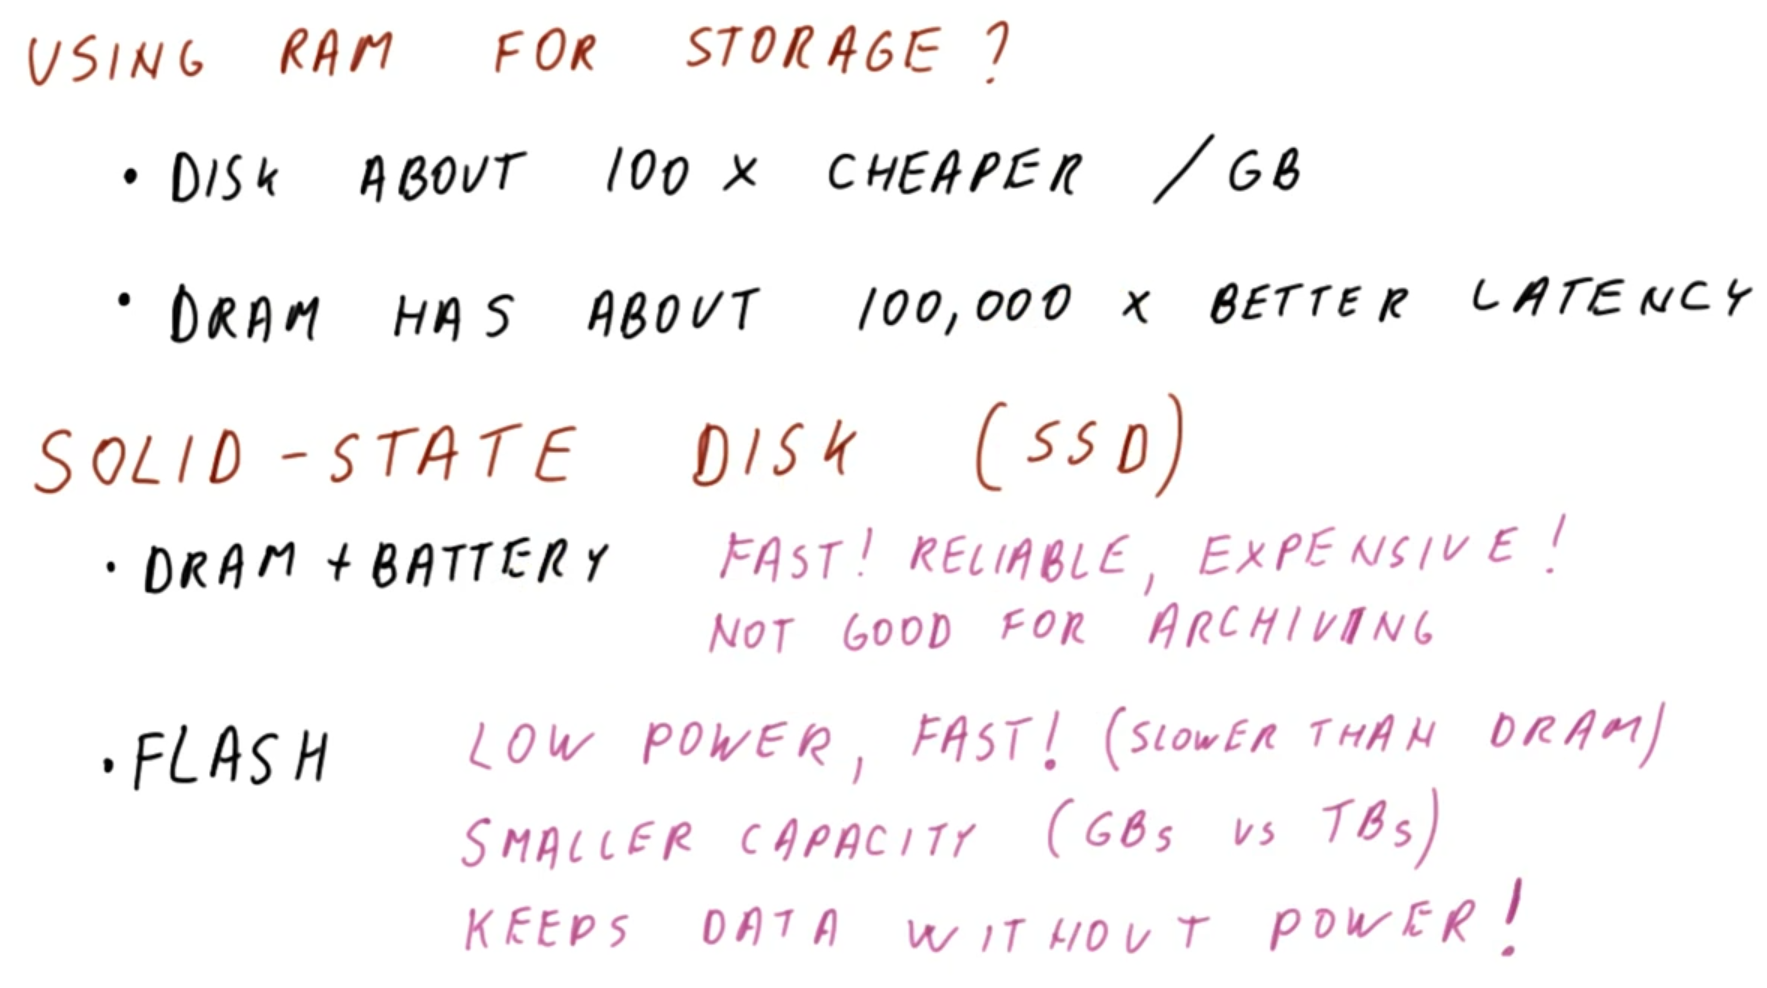 USING RAM FOR STORAGE?
• DISK ABOUT 100 X CHEAPER / GB
• DRAM HAS ABOUT 100,000 X BETTER LATENCY
SOLID-STATE DISK (SSD)
• DRAM + BATTERY FAST! RELIABLE, EXPENSIVE!
NOT GOOD FOR ARCHIVING
• FLASH LOW POWER, FAST! (SLOWER THAN DRAM)
SMALLER CAPACITY (GBs vs TBs)
KEEPS DATA WITHOUT POWER!